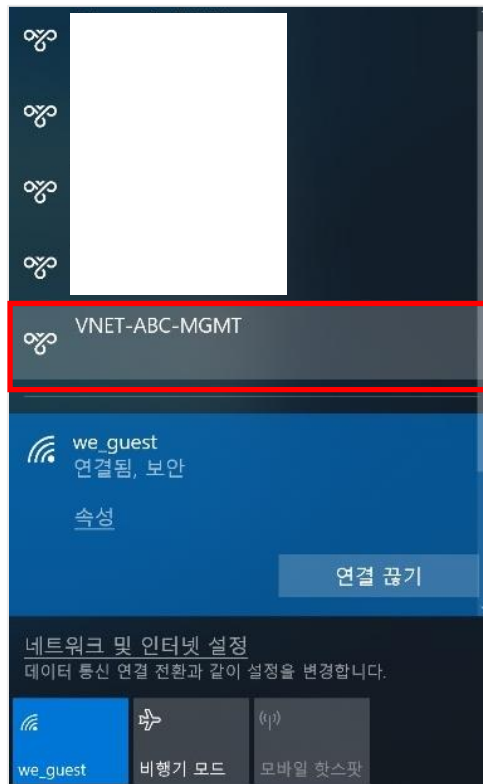 VNET-ABC-MGMT
we_guest
연결됨, 보안
속성
연결 끊기
네트워크 및 인터넷 설정
데이터 통신 연결 전환과 같이 설정을 변경합니다.
we_guest
비행기 모드
모바일 핫스팟